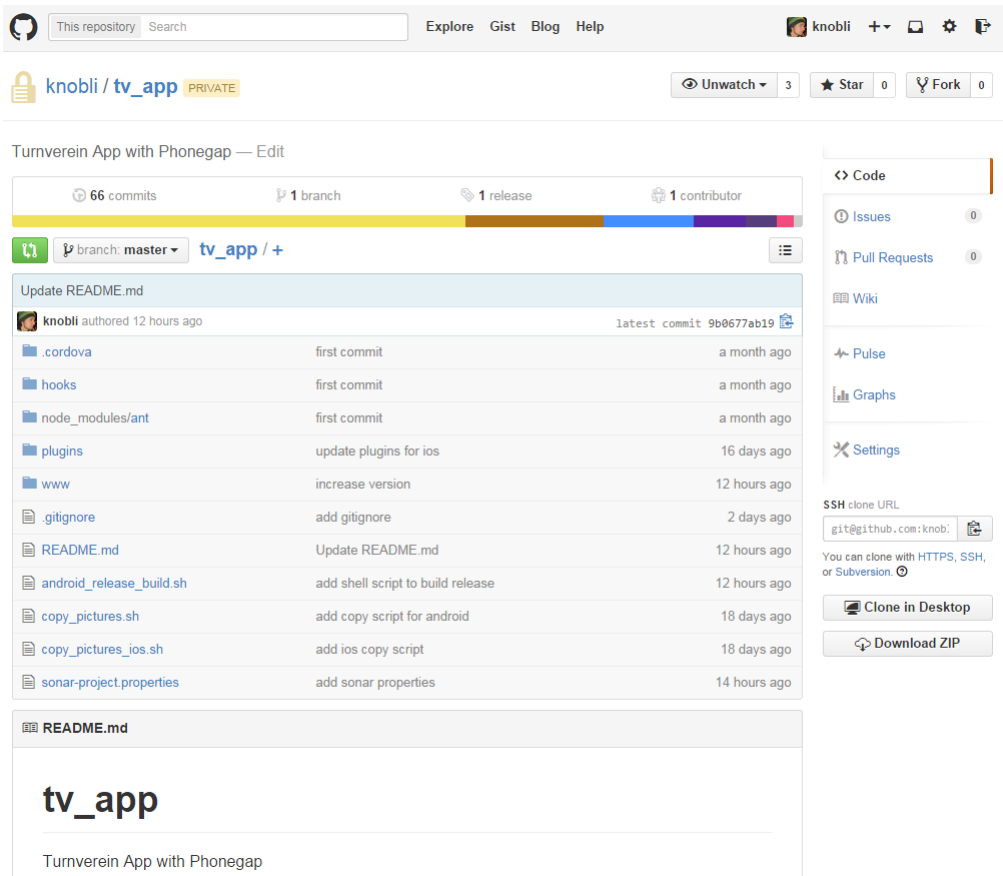 This repository Search Explore Gist Blog Help knobli
knobli / tv_app PRIVATE Unwatch 3 Star 0 Fork 0
Turnverein App with Phonegap — Edit
66 commits 1 branch 1 release 1 contributor
branch: master tv_app / +
Update README.md
knobli authored 12 hours ago latest commit 9b0677ab19
.cordova first commit a month ago
hooks first commit a month ago
node_modules/ant first commit a month ago
plugins update plugins for ios 16 days ago
www increase version 12 hours ago
.gitignore add gitignore 2 days ago
README.md Update README.md 12 hours ago
android_release_build.sh add shell script to build release 12 hours ago
copy_pictures.sh add copy script for android 18 days ago
copy_pictures_ios.sh add ios copy script 18 days ago
sonar-project.properties add sonar properties 14 hours ago
README.md
tv_app
Turnverein App with Phonegap
Code
Issues 0
Pull Requests 0
Wiki
Pulse
Graphs
Settings
SSH clone URL
git@github.com:knob
You can clone with HTTPS, SSH,
or Subversion.
Clone in Desktop
Download ZIP